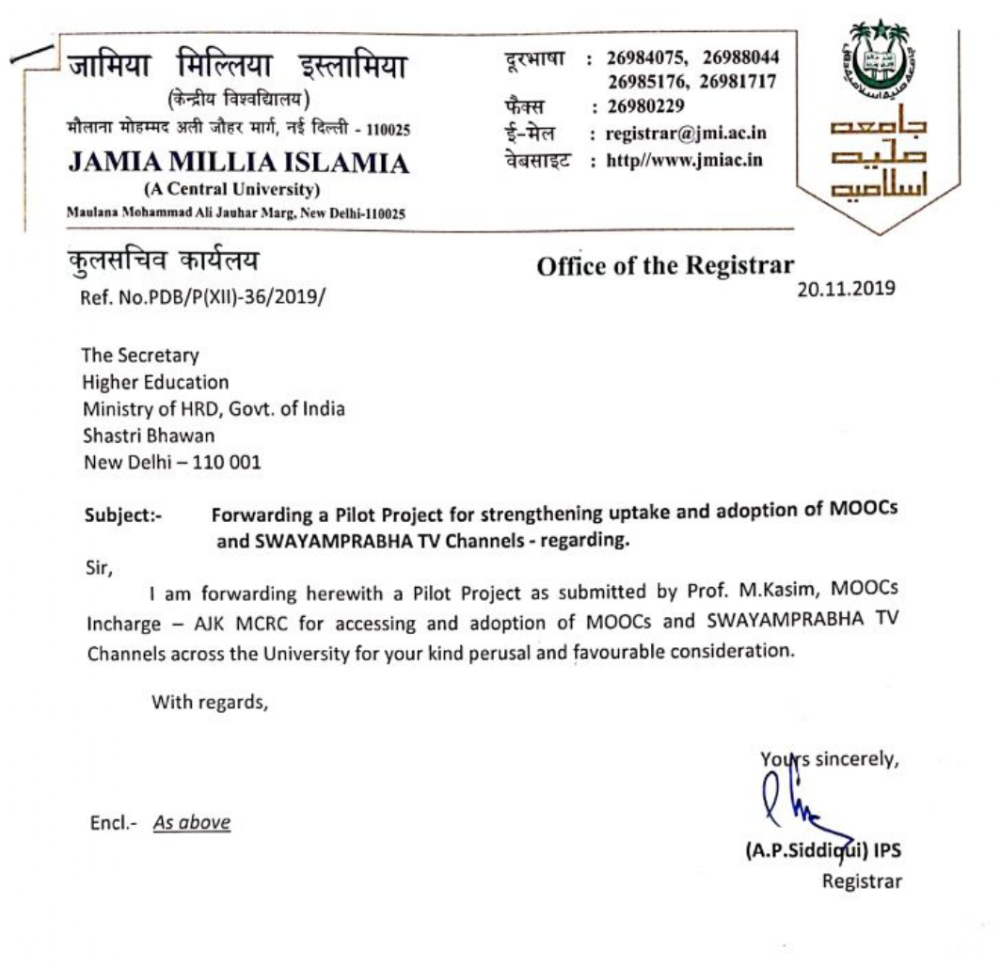 जामिया मिल्लिया इस्लामिया
(केन्द्रीय विश्वविद्यालय)
मौलाना मोहम्मद अली जौहर मार्ग, नई दिल्ली - 110025
JAMIA MILLIA ISLAMIA
(A Central University)
Maulana Mohammad Ali Jauhar Marg, New Delhi-110025
दूरभाषा : 26984075, 26988044
26985176, 26981717
फैक्स : 26980229
ई-मेल : registrar@jmi.ac.in
वेबसाइट : http//www.jmiac.in
جامعه
مليه
اسلاميه
कुलसचिव कार्यलय
Office of the Registrar
Ref. No.PDB/P(XII)-36/2019/
20.11.2019
The Secretary
Higher Education
Ministry of HRD, Govt. of India
Shastri Bhawan
New Delhi – 110 001
Subject:- Forwarding a Pilot Project for strengthening uptake and adoption of MOOCs
and SWAYAMPRABHA TV Channels - regarding.
Sir,
I am forwarding herewith a Pilot Project as submitted by Prof. M.Kasim, MOOCs
Incharge – AJK MCRC for accessing and adoption of MOOCs and SWAYAMPRABHA TV
Channels across the University for your kind perusal and favourable consideration.
With regards,
Yours sincerely,
Encl.- As above
(A.P.Siddiqui) IPS
Registrar